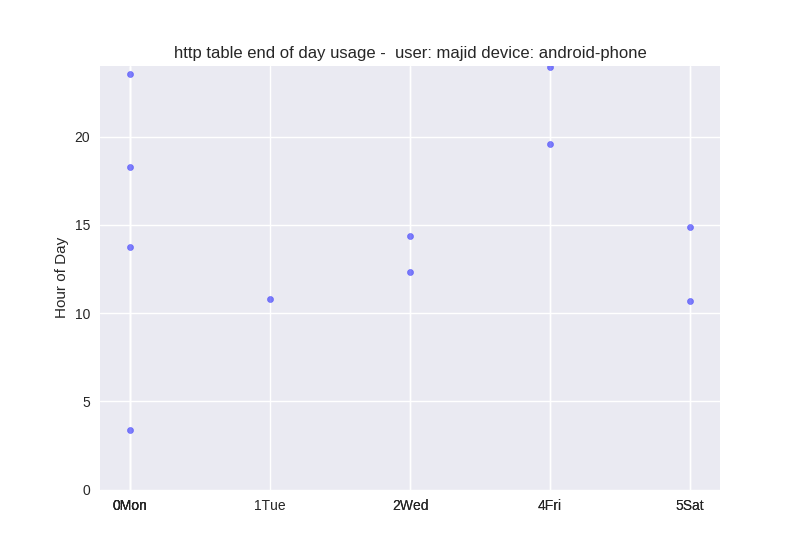 http table end of day usage -  user: majid device: android-phone
20
15
10
5
0
Hour of Day
0Mon 1Tue 2Wed 4Fri 5Sat